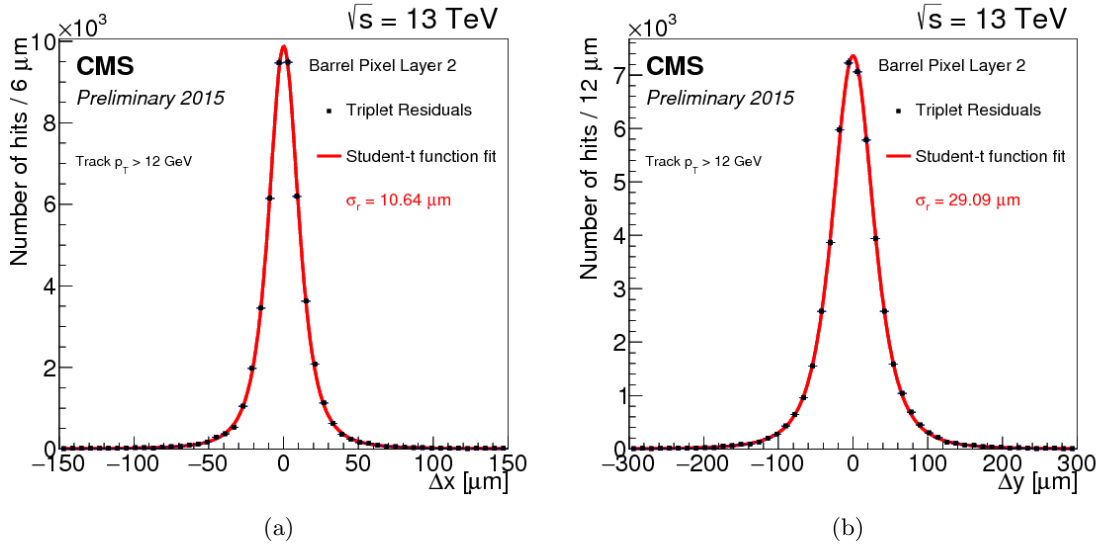 ×10³
√s = 13 TeV
Number of hits / 6 μm
10
8
6
4
2
0
CMS
Preliminary 2015
Track p_T > 12 GeV
Barrel Pixel Layer 2
Triplet Residuals
Student-t function fit
σ_r = 10.64 μm
−150 −100 −50 0 50 100 150
Δx [μm]
(a)
×10³
√s = 13 TeV
Number of hits / 12 μm
7
6
5
4
3
2
1
0
CMS
Preliminary 2015
Track p_T > 12 GeV
Barrel Pixel Layer 2
Triplet Residuals
Student-t function fit
σ_r = 29.09 μm
−300 −200 −100 0 100 200 300
Δy [μm]
(b)